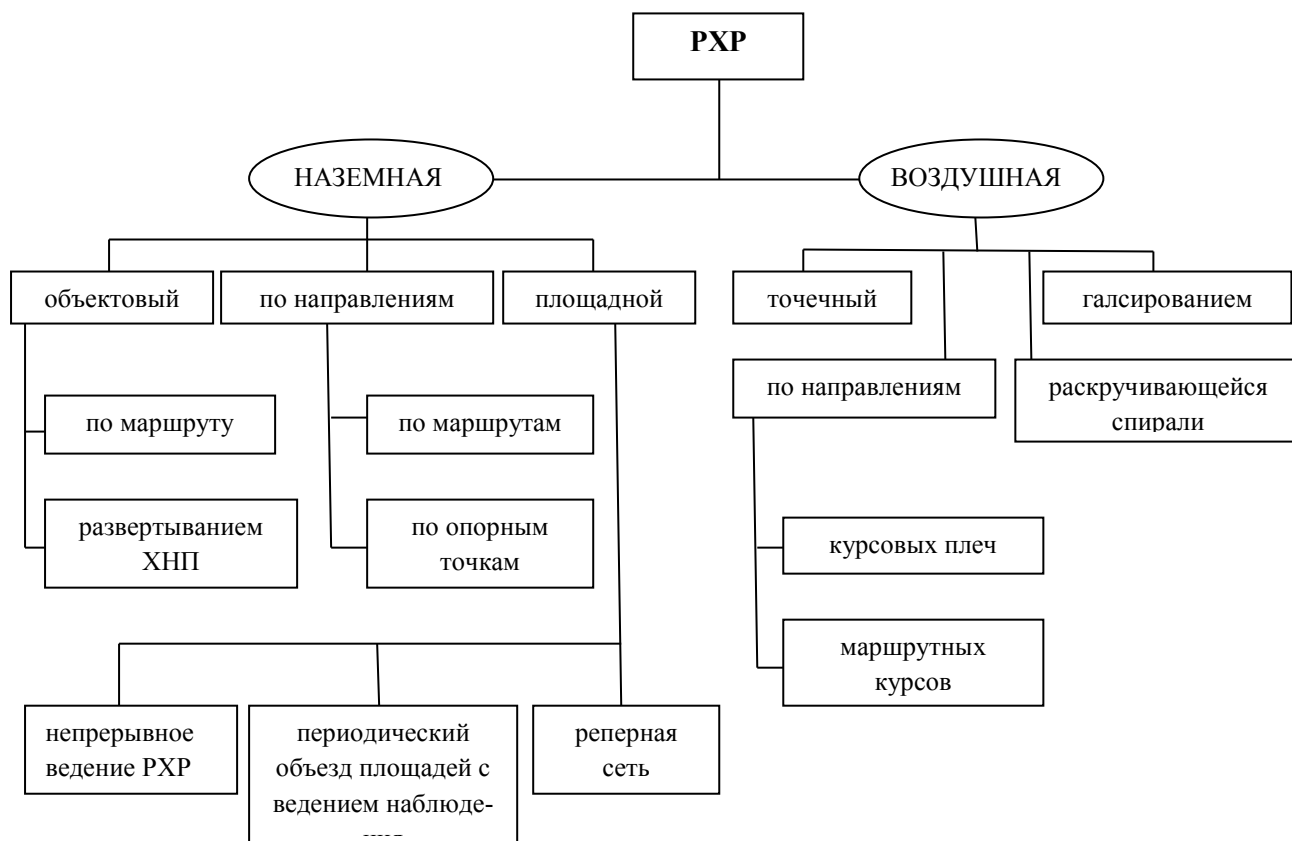 РХР
НАЗЕМНАЯ
ВОЗДУШНАЯ
объектовый
по направлениям
площадной
точечный
галсированием
по маршруту
по маршрутам
по направлениям
раскручивающейся
спирали
развертыванием
ХНП
по опорным
точкам
курсовых плеч
маршрутных
курсов
непрерывное
ведение РХР
периодический
объезд площадей с
ведением наблюде-
реперная
сеть